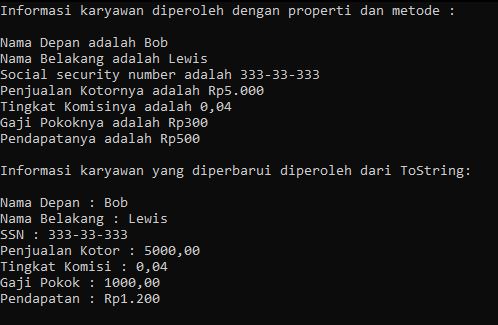 Informasi karyawan diperoleh dengan properti dan metode :
Nama Depan adalah Bob
Nama Belakang adalah Lewis
Social security number adalah 333-33-333
Penjualan Kotornya adalah Rp5.000
Tingkat Komisinya adalah 0,04
Gaji Pokoknya adalah Rp300
Pendapatanya adalah Rp500
Informasi karyawan yang diperbarui diperoleh dari ToString:
Nama Depan : Bob
Nama Belakang : Lewis
SSN : 333-33-333
Penjualan Kotor : 5000,00
Tingkat Komisi : 0,04
Gaji Pokok : 1000,00
Pendapatan : Rp1.200